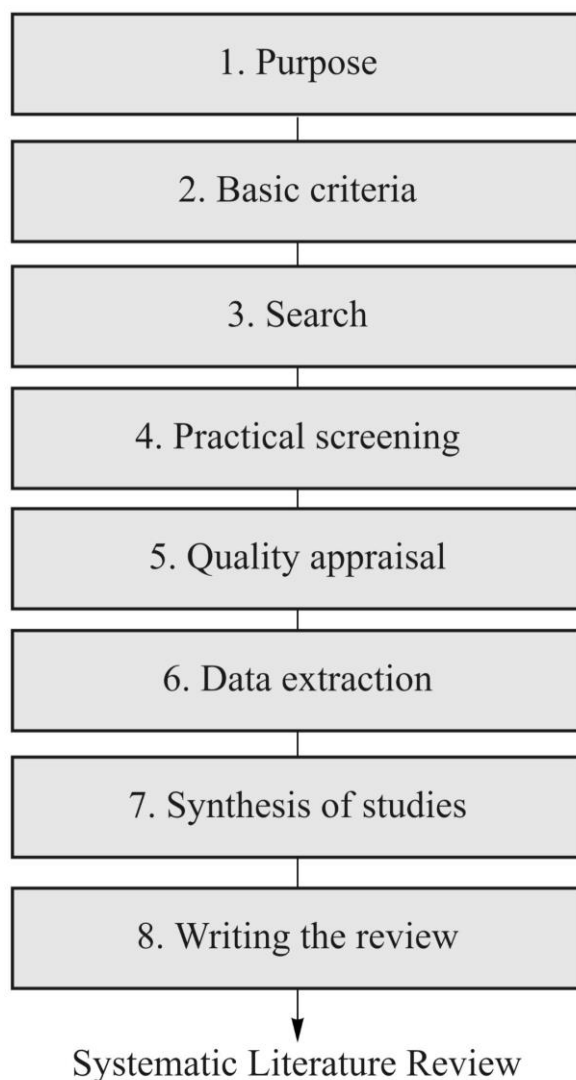 1. Purpose
2. Basic criteria
3. Search
4. Practical screening
5. Quality appraisal
6. Data extraction
7. Synthesis of studies
8. Writing the review
Systematic Literature Review